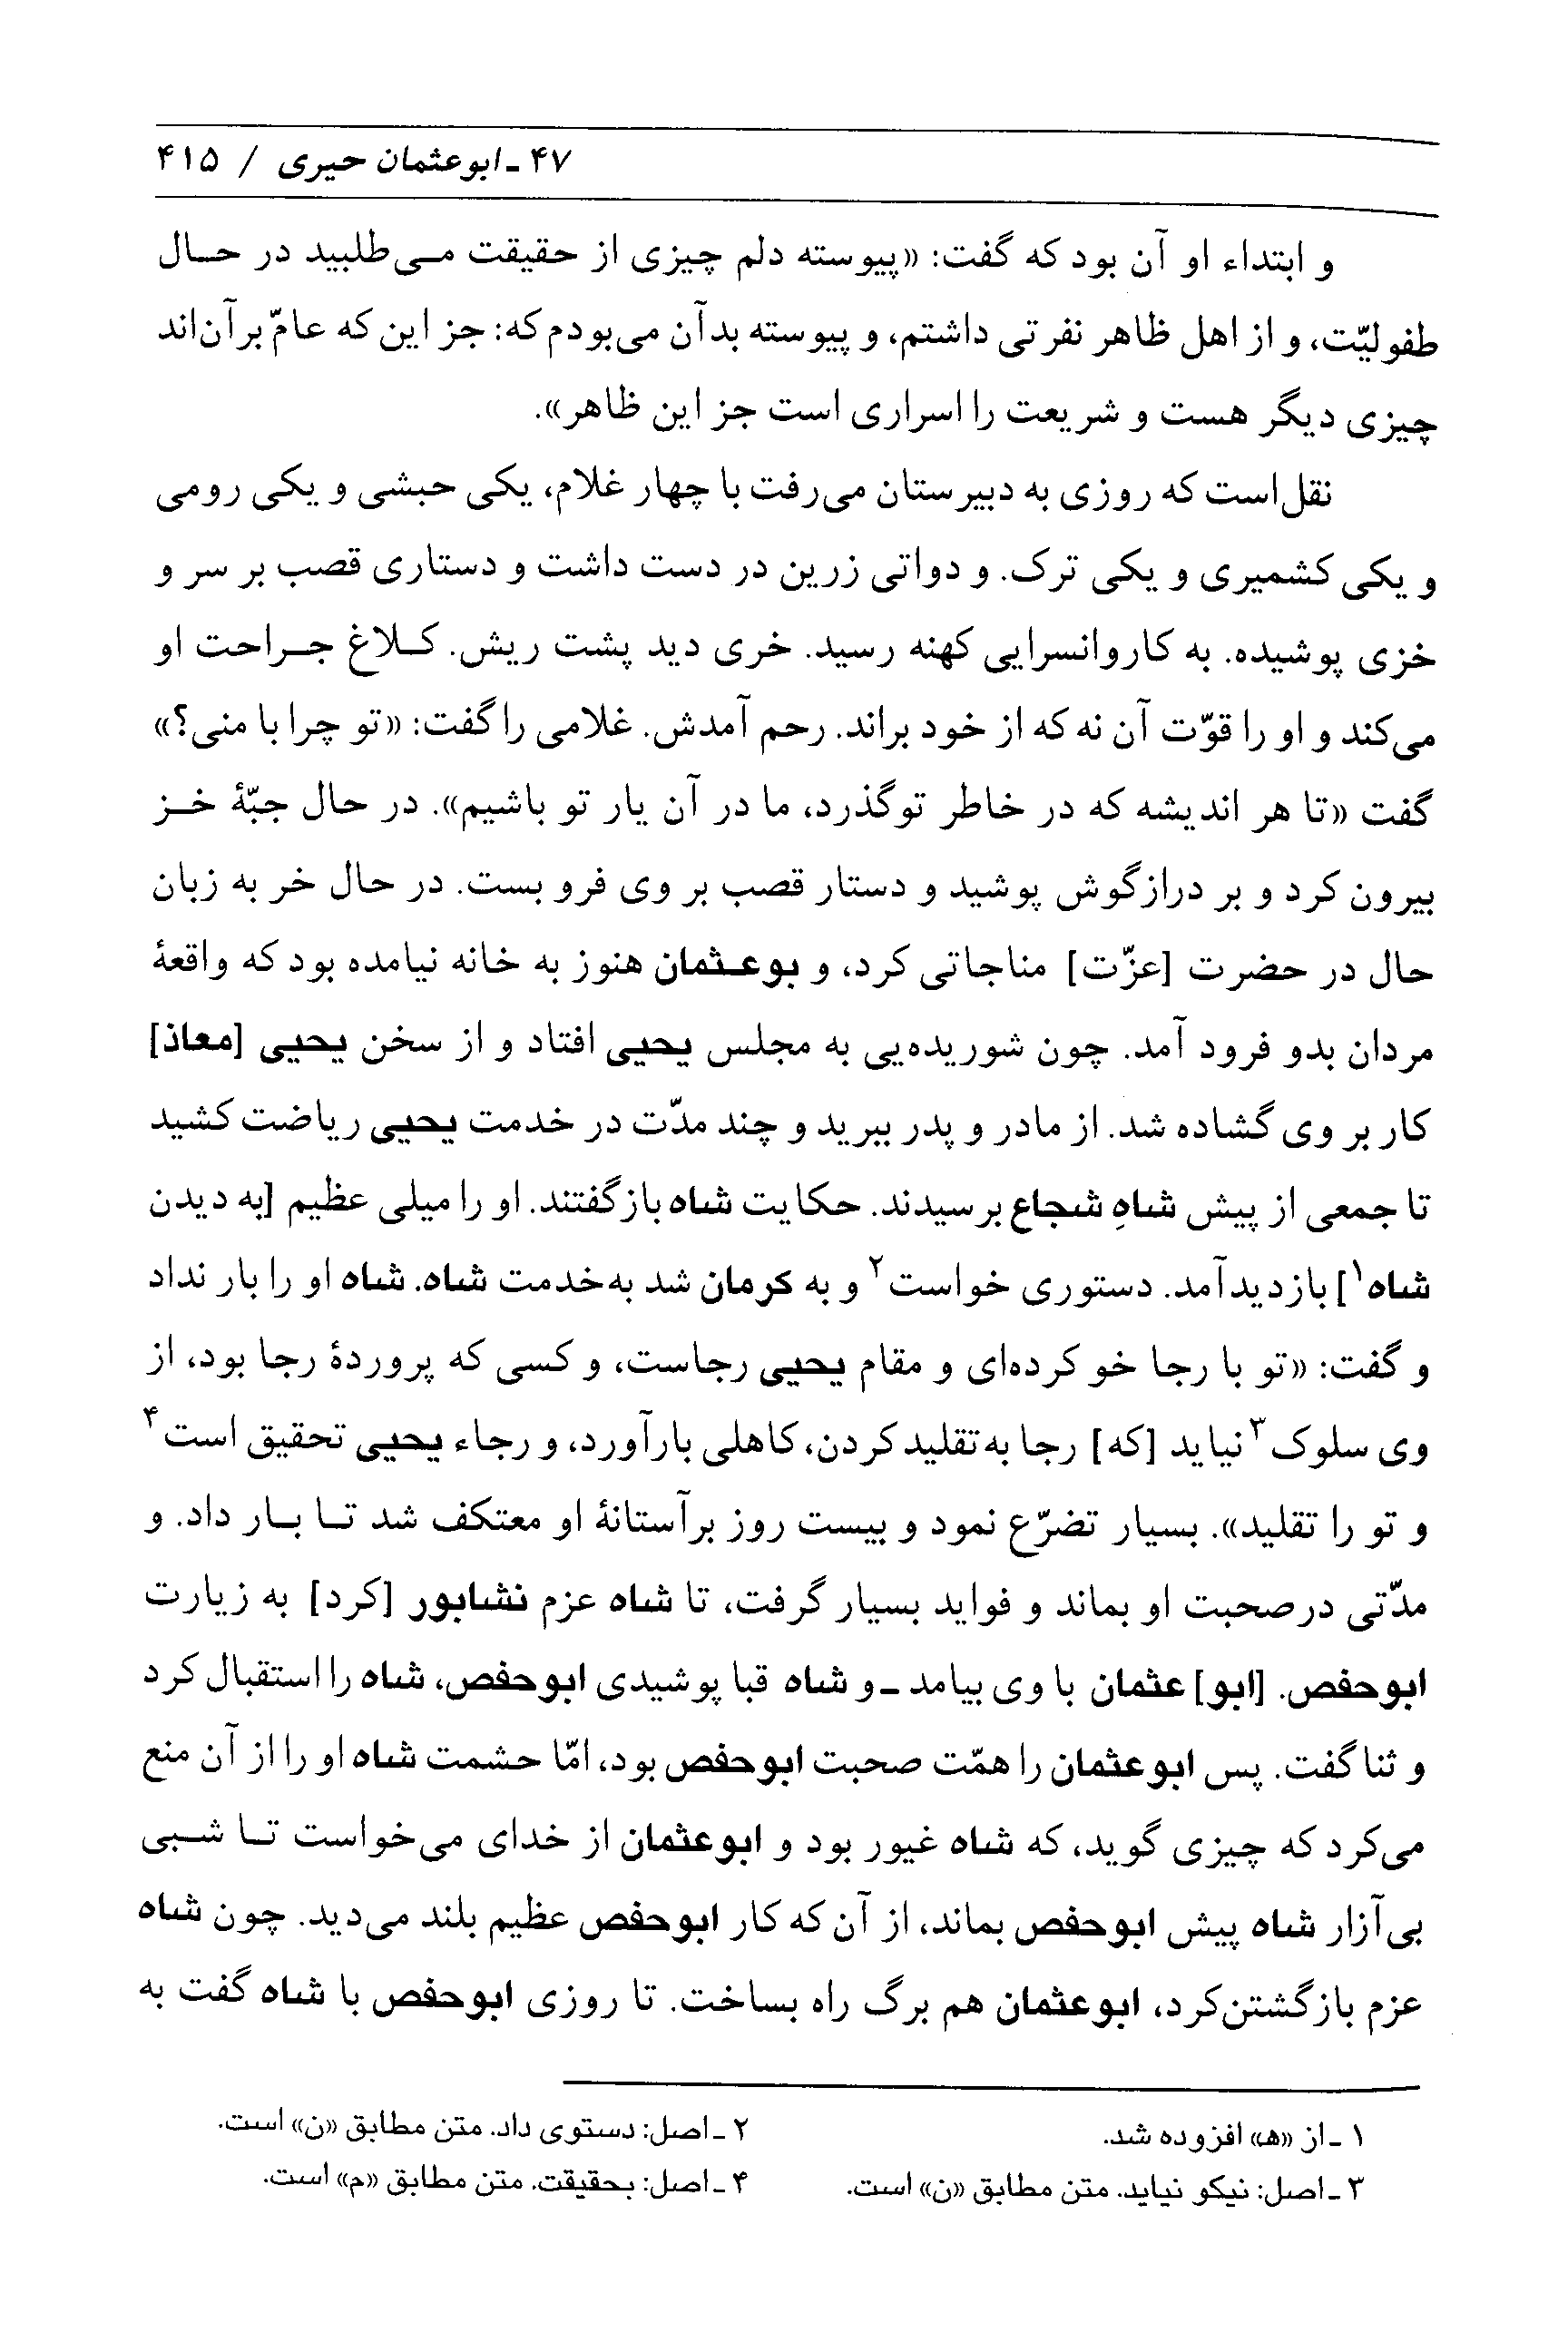 ۴۷ ـ ابوعثمان حیری / ۴۱۵
و ابتداء او آن بود که گفت: «پیوسته دلم چیزی از حقیقت می‌طلبید در حال
طفولیّت، و از اهل ظاهر نفرتی داشتم، و پیوسته بدآن می‌بودم که: جز این که عامّ برآن‌اند
چیزی دیگر هست و شریعت را اسراری است جز این ظاهر».
نقل‌است که روزی به دبیرستان می‌رفت با چهار غلام، یکی حبشی و یکی رومی
و یکی کشمیری و یکی ترک. و دواتی زرین در دست داشت و دستاری قصب بر سر و
خزی پوشیده. به کاروانسرایی کهنه رسید. خری دید پشت ریش. کلاغ جراحت او
می‌کند و او را قوّت آن نه که از خود براند. رحم آمدش. غلامی را گفت: «تو چرا با منی؟»
گفت «تا هر اندیشه که در خاطر توگذرد، ما در آن یار تو باشیم». در حال جبّهٔ خز
بیرون کرد و بر درازگوش پوشید و دستار قصب بر وی فرو بست. در حال خر به زبان
حال در حضرت [عزّت] مناجاتی کرد، و بوعثمان هنوز به خانه نیامده بود که واقعهٔ
مردان بدو فرود آمد. چون شوریده‌یی به مجلس یحیی افتاد و از سخن یحیی [معاذ]
کار بر وی گشاده شد. از مادر و پدر ببرید و چند مدّت در خدمت یحیی ریاضت کشید
تا جمعی از پیش شاهِ شجاع برسیدند. حکایت شاه بازگفتند. او را میلی عظیم [به دیدن
شاه۱] بازدیدآمد. دستوری خواست۲ و به کرمان شد به‌خدمت شاه. شاه او را بار نداد
و گفت: «تو با رجا خو کرده‌ای و مقام یحیی رجاست، و کسی که پروردهٔ رجا بود، از
وی سلوک۳ نیاید [که] رجا به‌تقلید کردن، کاهلی بارآورد، و رجاء یحیی تحقیق است۴
و تو را تقلید». بسیار تضرّع نمود و بیست روز برآستانهٔ او معتکف شد تا بار داد. و
مدّتی درصحبت او بماند و فواید بسیار گرفت، تا شاه عزم نشابور [کرد] به زیارت
ابوحفص. [ابو] عثمان با وی بیامد ـ و شاه قبا پوشیدی ابوحفص، شاه را استقبال کرد
و ثنا گفت. پس ابوعثمان را همّت صحبت ابوحفص بود، امّا حشمت شاه او را از آن منع
می‌کرد که چیزی گوید، که شاه غیور بود و ابوعثمان از خدای می‌خواست تا شبی
بی‌آزار شاه پیش ابوحفص بماند، از آن که کار ابوحفص عظیم بلند می‌دید. چون شاه
عزم بازگشتن‌کرد، ابوعثمان هم برگ راه بساخت. تا روزی ابوحفص با شاه گفت به
۱ ـ از «ه‍» افزوده شد.
۲ ـ اصل: دستوی داد. متن مطابق «ن» است.
۳ ـ اصل: نیکو نیاید. متن مطابق «ن» است.
۴ ـ اصل: بحقیقت. متن مطابق «م» است.